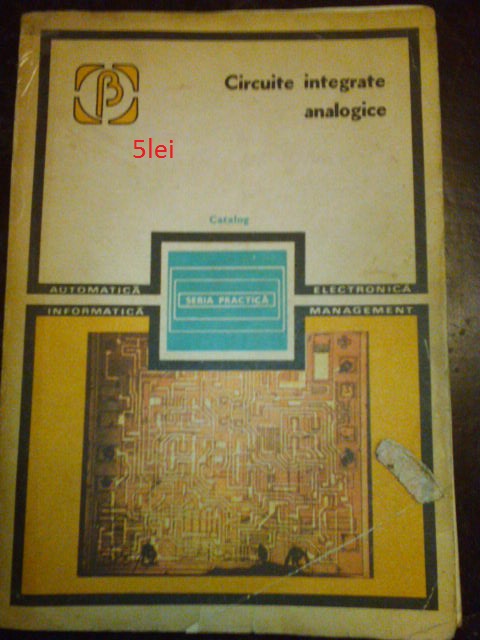 β
Circuite integrate
analogice
5lei
Catalog
AUTOMATICĂ
ELECTRONICĂ
SERIA PRACTICĂ
INFORMATICĂ
MANAGEMENT